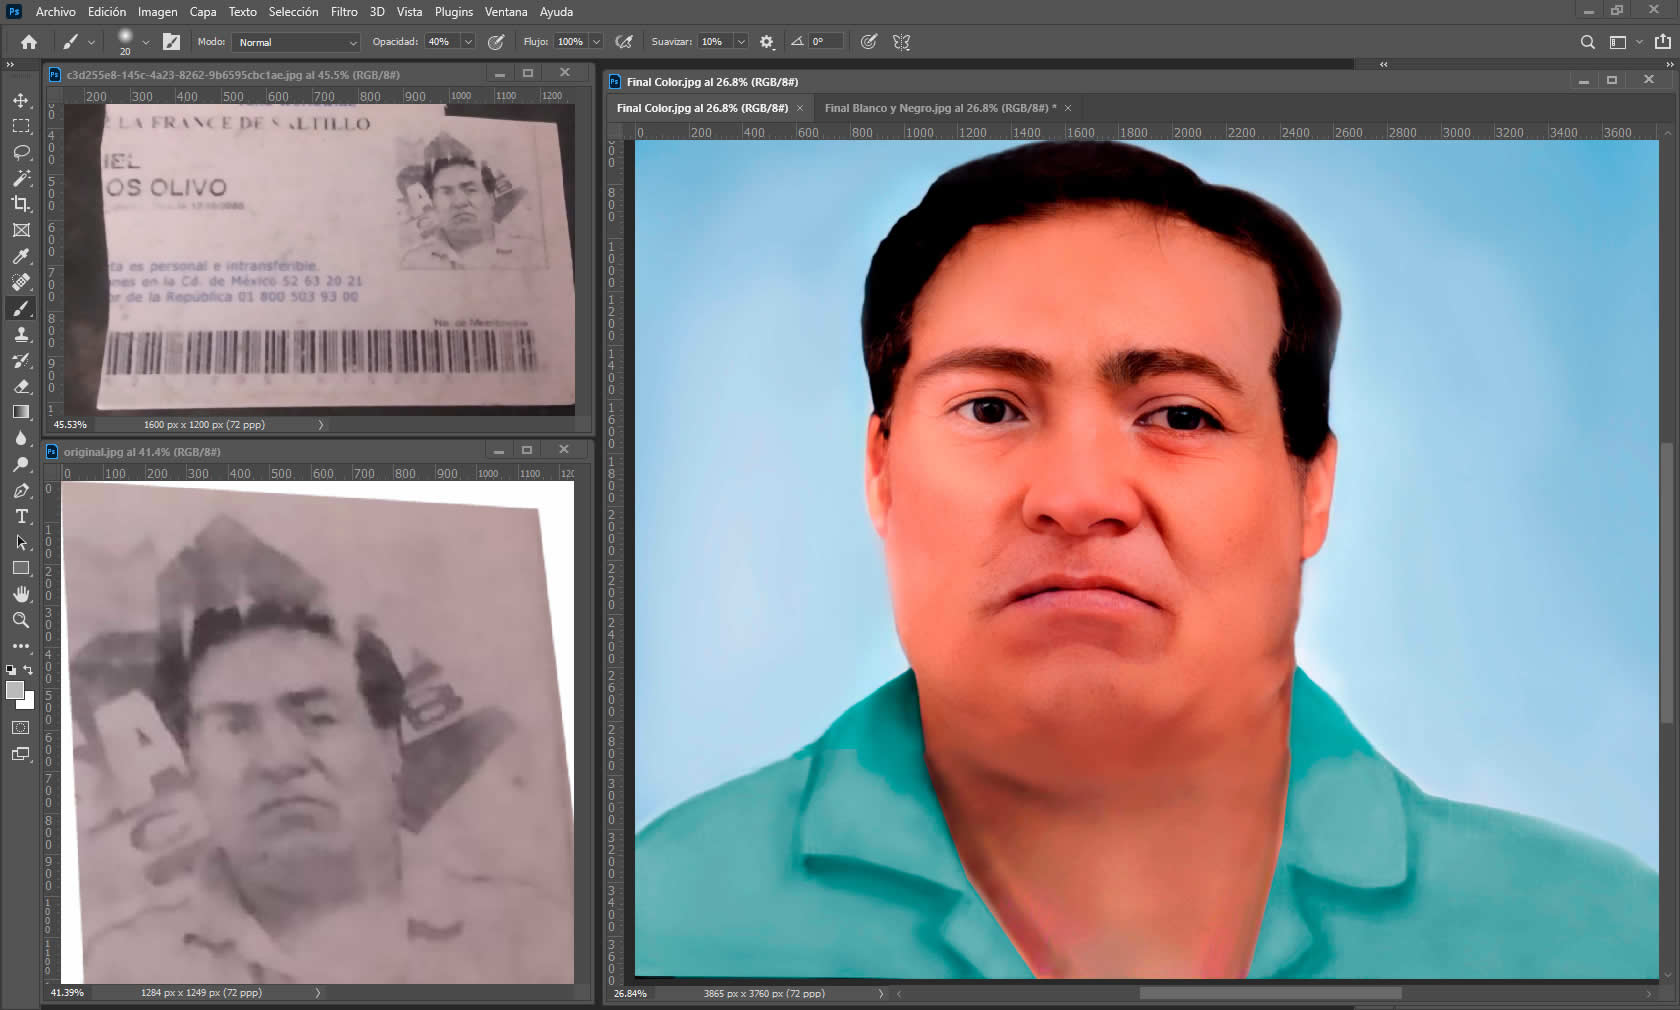 Ps Archivo Edición Imagen Capa Texto Selección Filtro 3D Vista Plugins Ventana Ayuda
20 Modo: Normal Opacidad: 40% Flujo: 100% Suavizar: 10% 0°
Ps c3d255e8-145c-4a23-8262-9b6595cbc1ae.jpg al 45.5% (RGB/8#)
200 300 400 500 600 700 800 900 1000 1100 1200
LA FRANCE DE SALTILLO
IEL
OS OLIVO
ta es personal e intransferible.
nes en la Cd. de México 52 63 20 21
or de la República 01 800 503 93 00
No. de Membresía
45.53% 1600 px x 1200 px (72 ppp)
Ps original.jpg al 41.4% (RGB/8#)
0 100 200 300 400 500 600 700 800 900 1000 1100 120
A
41.39% 1284 px x 1249 px (72 ppp)
Ps Final Color.jpg al 26.8% (RGB/8#)
Final Color.jpg al 26.8% (RGB/8#) × Final Blanco y Negro.jpg al 26.8% (RGB/8#) * ×
0 200 400 600 800 1000 1200 1400 1600 1800 2000 2200 2400 2600 2800 3000 3200 3400 3600
26.84% 3865 px x 3760 px (72 ppp)